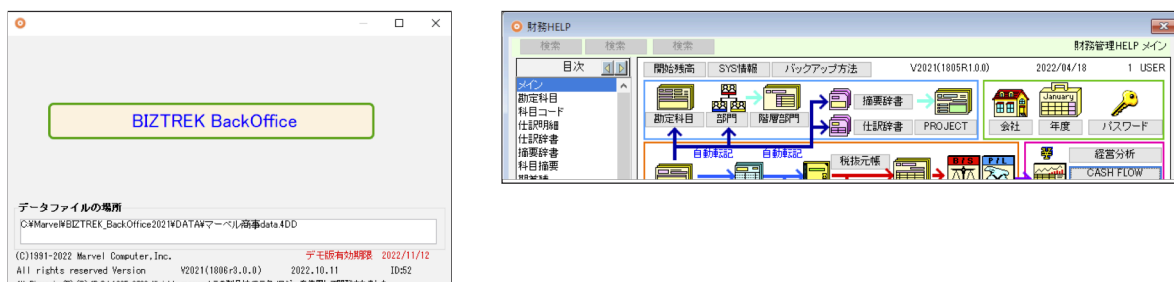 BIZTREK BackOffice
データファイルの場所
C:¥Marvel¥BIZTREK_BackOffice2021¥DATA¥マーベル商事data.4DD
(C)1991-2022 Marvel Computer,Inc. デモ版有効期限 2022/11/12
All rights reserved Version V2021(1806r3.0.0) 2022.10.11 ID:52
財務HELP
検索 検索 検索 財務管理HELP メイン
目次
メイン
勘定科目
科目コード
仕訳明細
仕訳辞書
摘要辞書
科目摘要
開始残高 SYS情報 バックアップ方法 V2021(1805R1.0.0) 2022/04/18 1 USER
勘定科目 部門 階層部門 摘要辞書
仕訳辞書 PROJECT
January
会社 年度 パスワード
自動転記 自動転記 税抜元帳
B/S P/L
経営分析
CASH FLOW